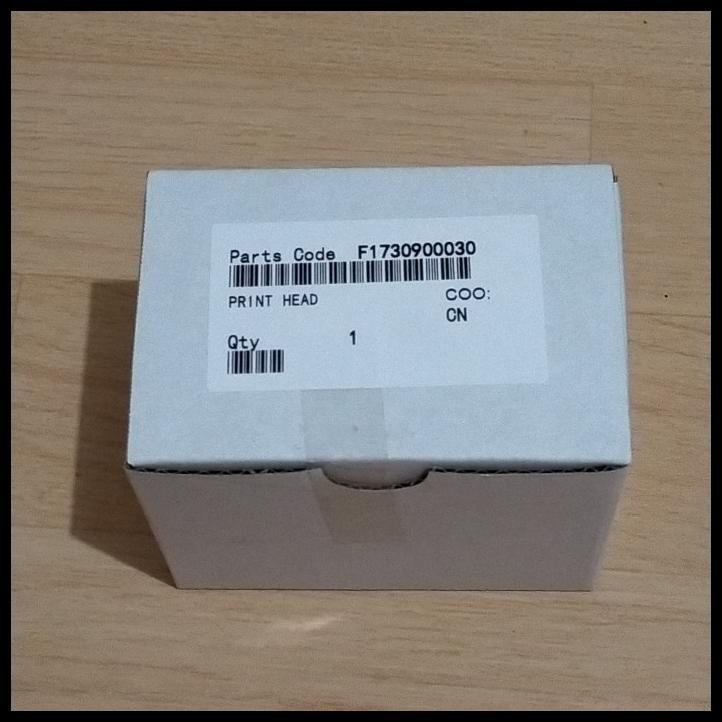 Parts Code F1730900030
PRINT HEAD COO:
CN
Qty 1